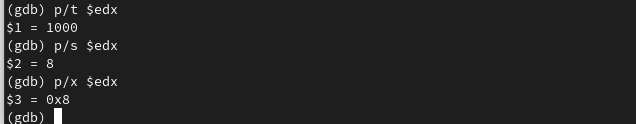 (gdb) p/t $edx
$1 = 1000
(gdb) p/s $edx
$2 = 8
(gdb) p/x $edx
$3 = 0x8
(gdb)